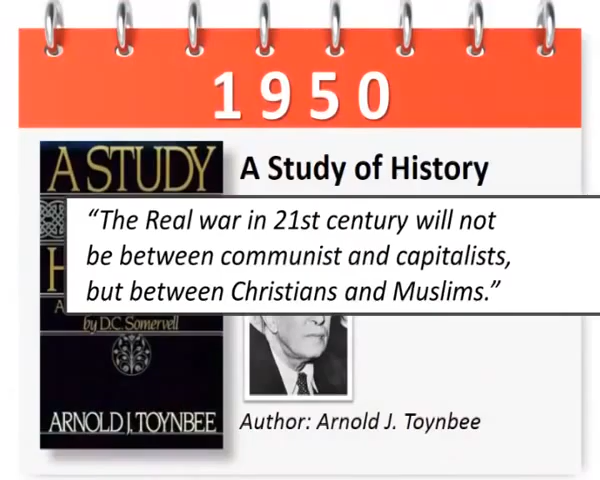 1950
A STUDY
A Study of History
“The Real war in 21st century will not
be between communist and capitalists,
but between Christians and Muslims.”
by D.C. Somervell
ARNOLD J. TOYNBEE
Author: Arnold J. Toynbee